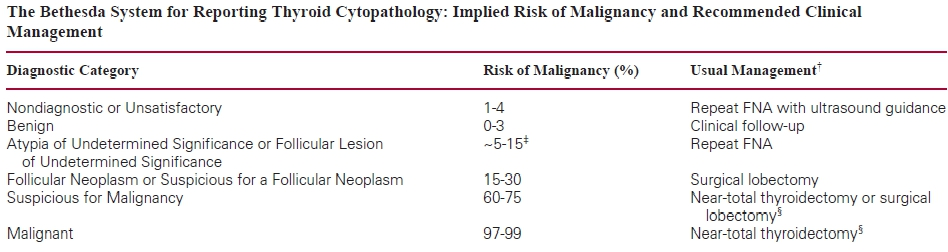 The Bethesda System for Reporting Thyroid Cytopathology: Implied Risk of Malignancy and Recommended Clinical
Management
Diagnostic Category Risk of Malignancy (%) Usual Management†
Nondiagnostic or Unsatisfactory 1-4 Repeat FNA with ultrasound guidance
Benign 0-3 Clinical follow-up
Atypia of Undetermined Significance or Follicular Lesion ~5-15‡ Repeat FNA
of Undetermined Significance
Follicular Neoplasm or Suspicious for a Follicular Neoplasm 15-30 Surgical lobectomy
Suspicious for Malignancy 60-75 Near-total thyroidectomy or surgical
lobectomy§
Malignant 97-99 Near-total thyroidectomy§